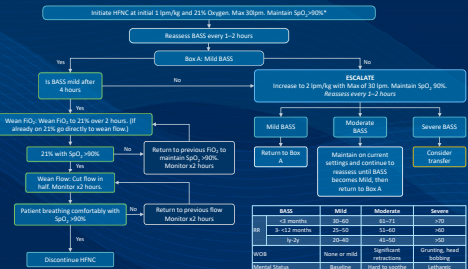 Initiate HFNC at initial 1 lpm/kg and 21% Oxygen. Max 30lpm. Maintain SpO₂>90%*
Reassess BASS every 1–2 hours
Yes
Box A: Mild BASS
No
Is BASS mild after
4 hours
No
ESCALATE
Increase to 2 lpm/kg with Max of 30 lpm. Maintain SpO₂ 90%.
Reassess every 1–2 hours
Yes
Wean FiO₂: Wean FiO₂ to 21% over 2 hours. (If
already on 21% go directly to wean flow.)
Mild BASS
Moderate
BASS
Severe BASS
21% with SpO₂ >90%
No
Return to previous FiO₂ to
maintain SpO₂ >90%.
Monitor x2 hours
Return to Box
A
Maintain on current
settings and continue to
reassess until BASS
becomes Mild, then
return to Box A
Consider
transfer
Yes
Wean Flow: Cut flow in
half. Monitor x2 hours.
Patient breathing comfortably with
SpO₂ >90%
No
Return to previous flow
Monitor x2 hours
Yes
Discontinue HFNC
BASS Mild Moderate Severe
RR <3 months 30–60 61–71 >70
3- <12 months 25–50 51–60 >60
ly-2y 20–40 41–50 >50
WOB None or mild Significant retractions Grunting, head bobbing
Mental Status Baseline Hard to soothe Lethargic